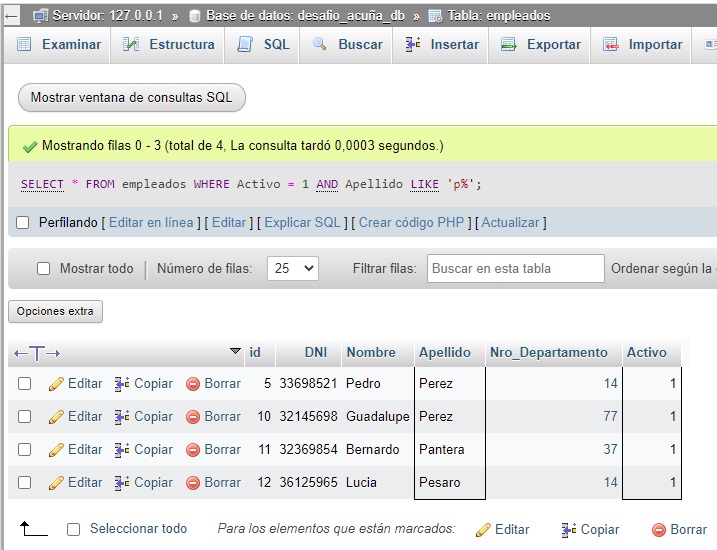 Servidor: 127.0.0.1 » Base de datos: desafio_acuña_db » Tabla: empleados
Examinar Estructura SQL Buscar Insertar Exportar Importar
Mostrar ventana de consultas SQL
Mostrando filas 0 - 3 (total de 4, La consulta tardó 0,0003 segundos.)
SELECT * FROM empleados WHERE Activo = 1 AND Apellido LIKE 'p%';
Perfilando [ Editar en línea ] [ Editar ] [ Explicar SQL ] [ Crear código PHP ] [ Actualizar ]
Mostrar todo Número de filas: 25 Filtrar filas: Buscar en esta tabla Ordenar según la
Opciones extra
id DNI Nombre Apellido Nro_Departamento Activo
Editar Copiar Borrar 5 33698521 Pedro Perez 14 1
Editar Copiar Borrar 10 32145698 Guadalupe Perez 77 1
Editar Copiar Borrar 11 32369854 Bernardo Pantera 37 1
Editar Copiar Borrar 12 36125965 Lucia Pesaro 14 1
Seleccionar todo Para los elementos que están marcados: Editar Copiar Borrar